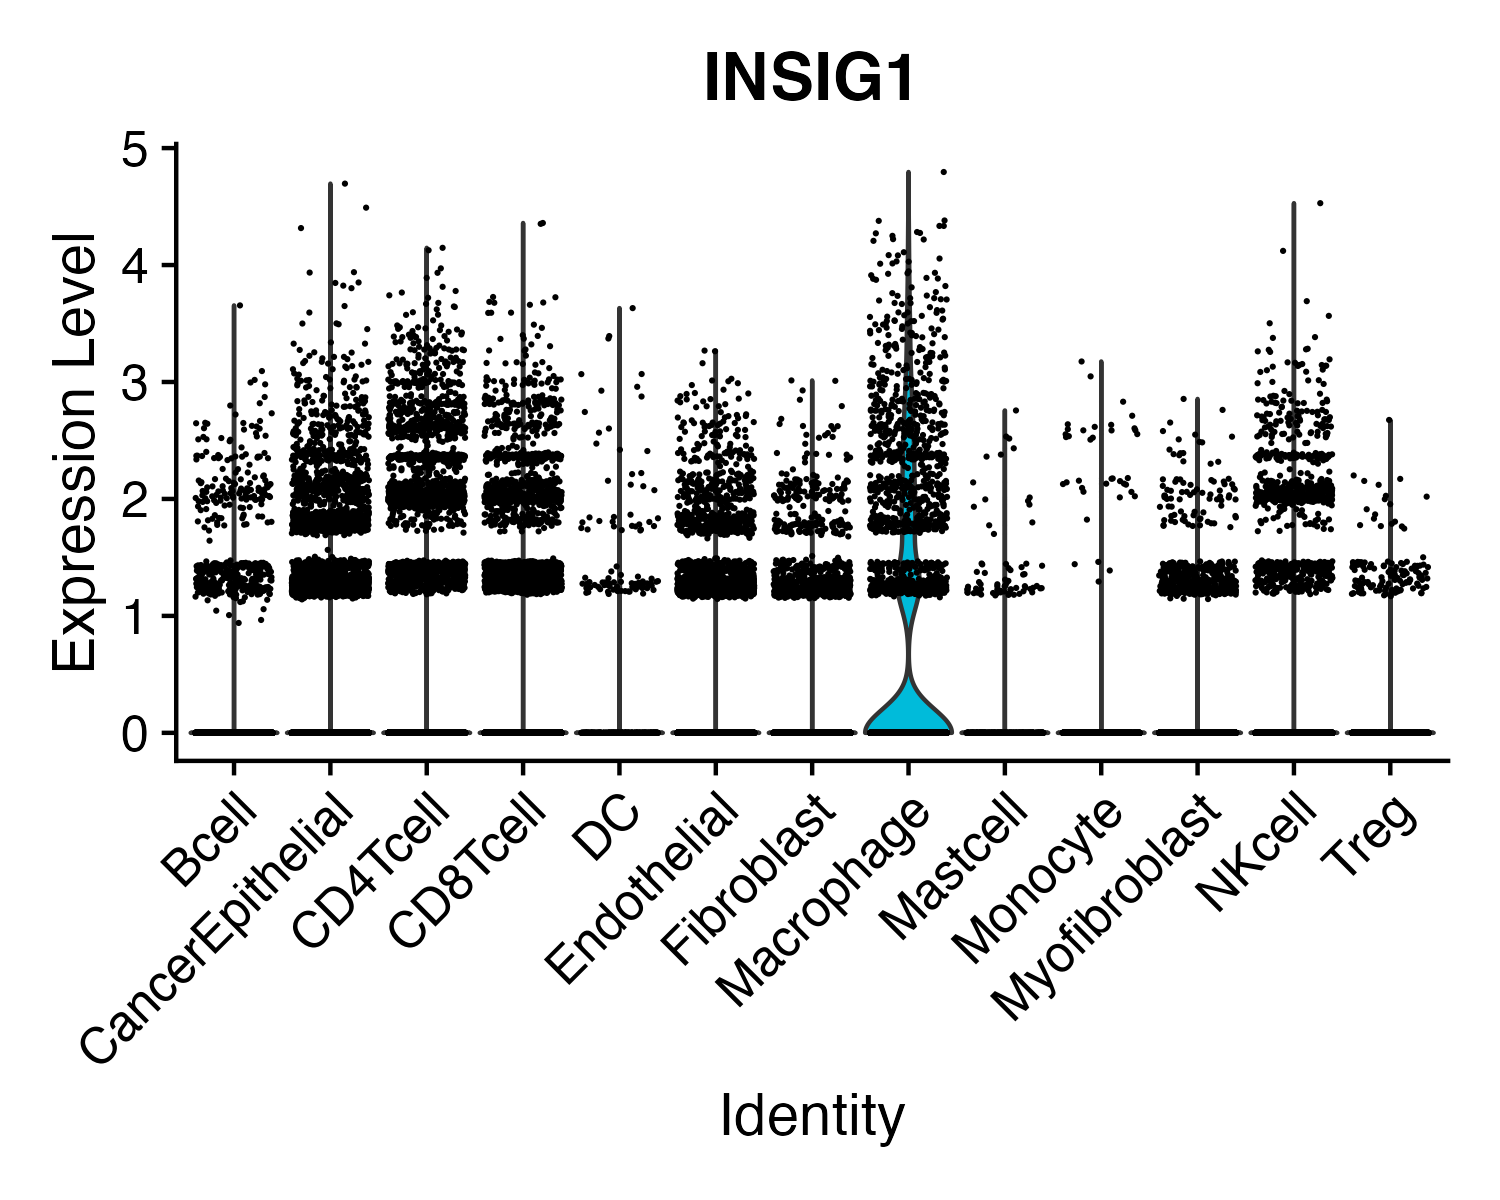 INSIG1
Expression Level
5
4
3
2
1
0
Bcell
CancerEpithelial
CD4Tcell
CD8Tcell
DC
Endothelial
Fibroblast
Macrophage
Mastcell
Monocyte
Myofibroblast
NKcell
Treg
Identity